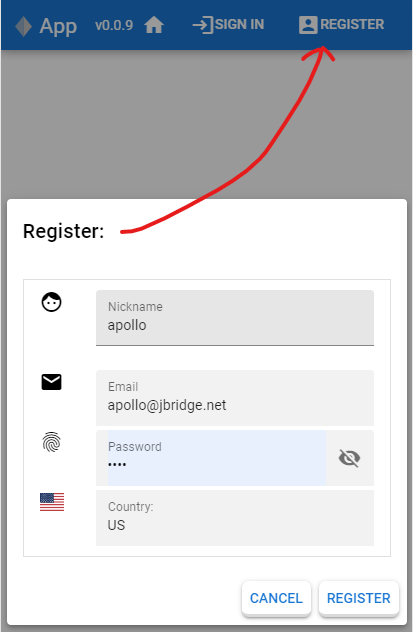 App v0.0.9 SIGN IN REGISTER
Register:
Nickname
apollo
Email
apollo@jbridge.net
Password
••••
Country:
US
CANCEL REGISTER